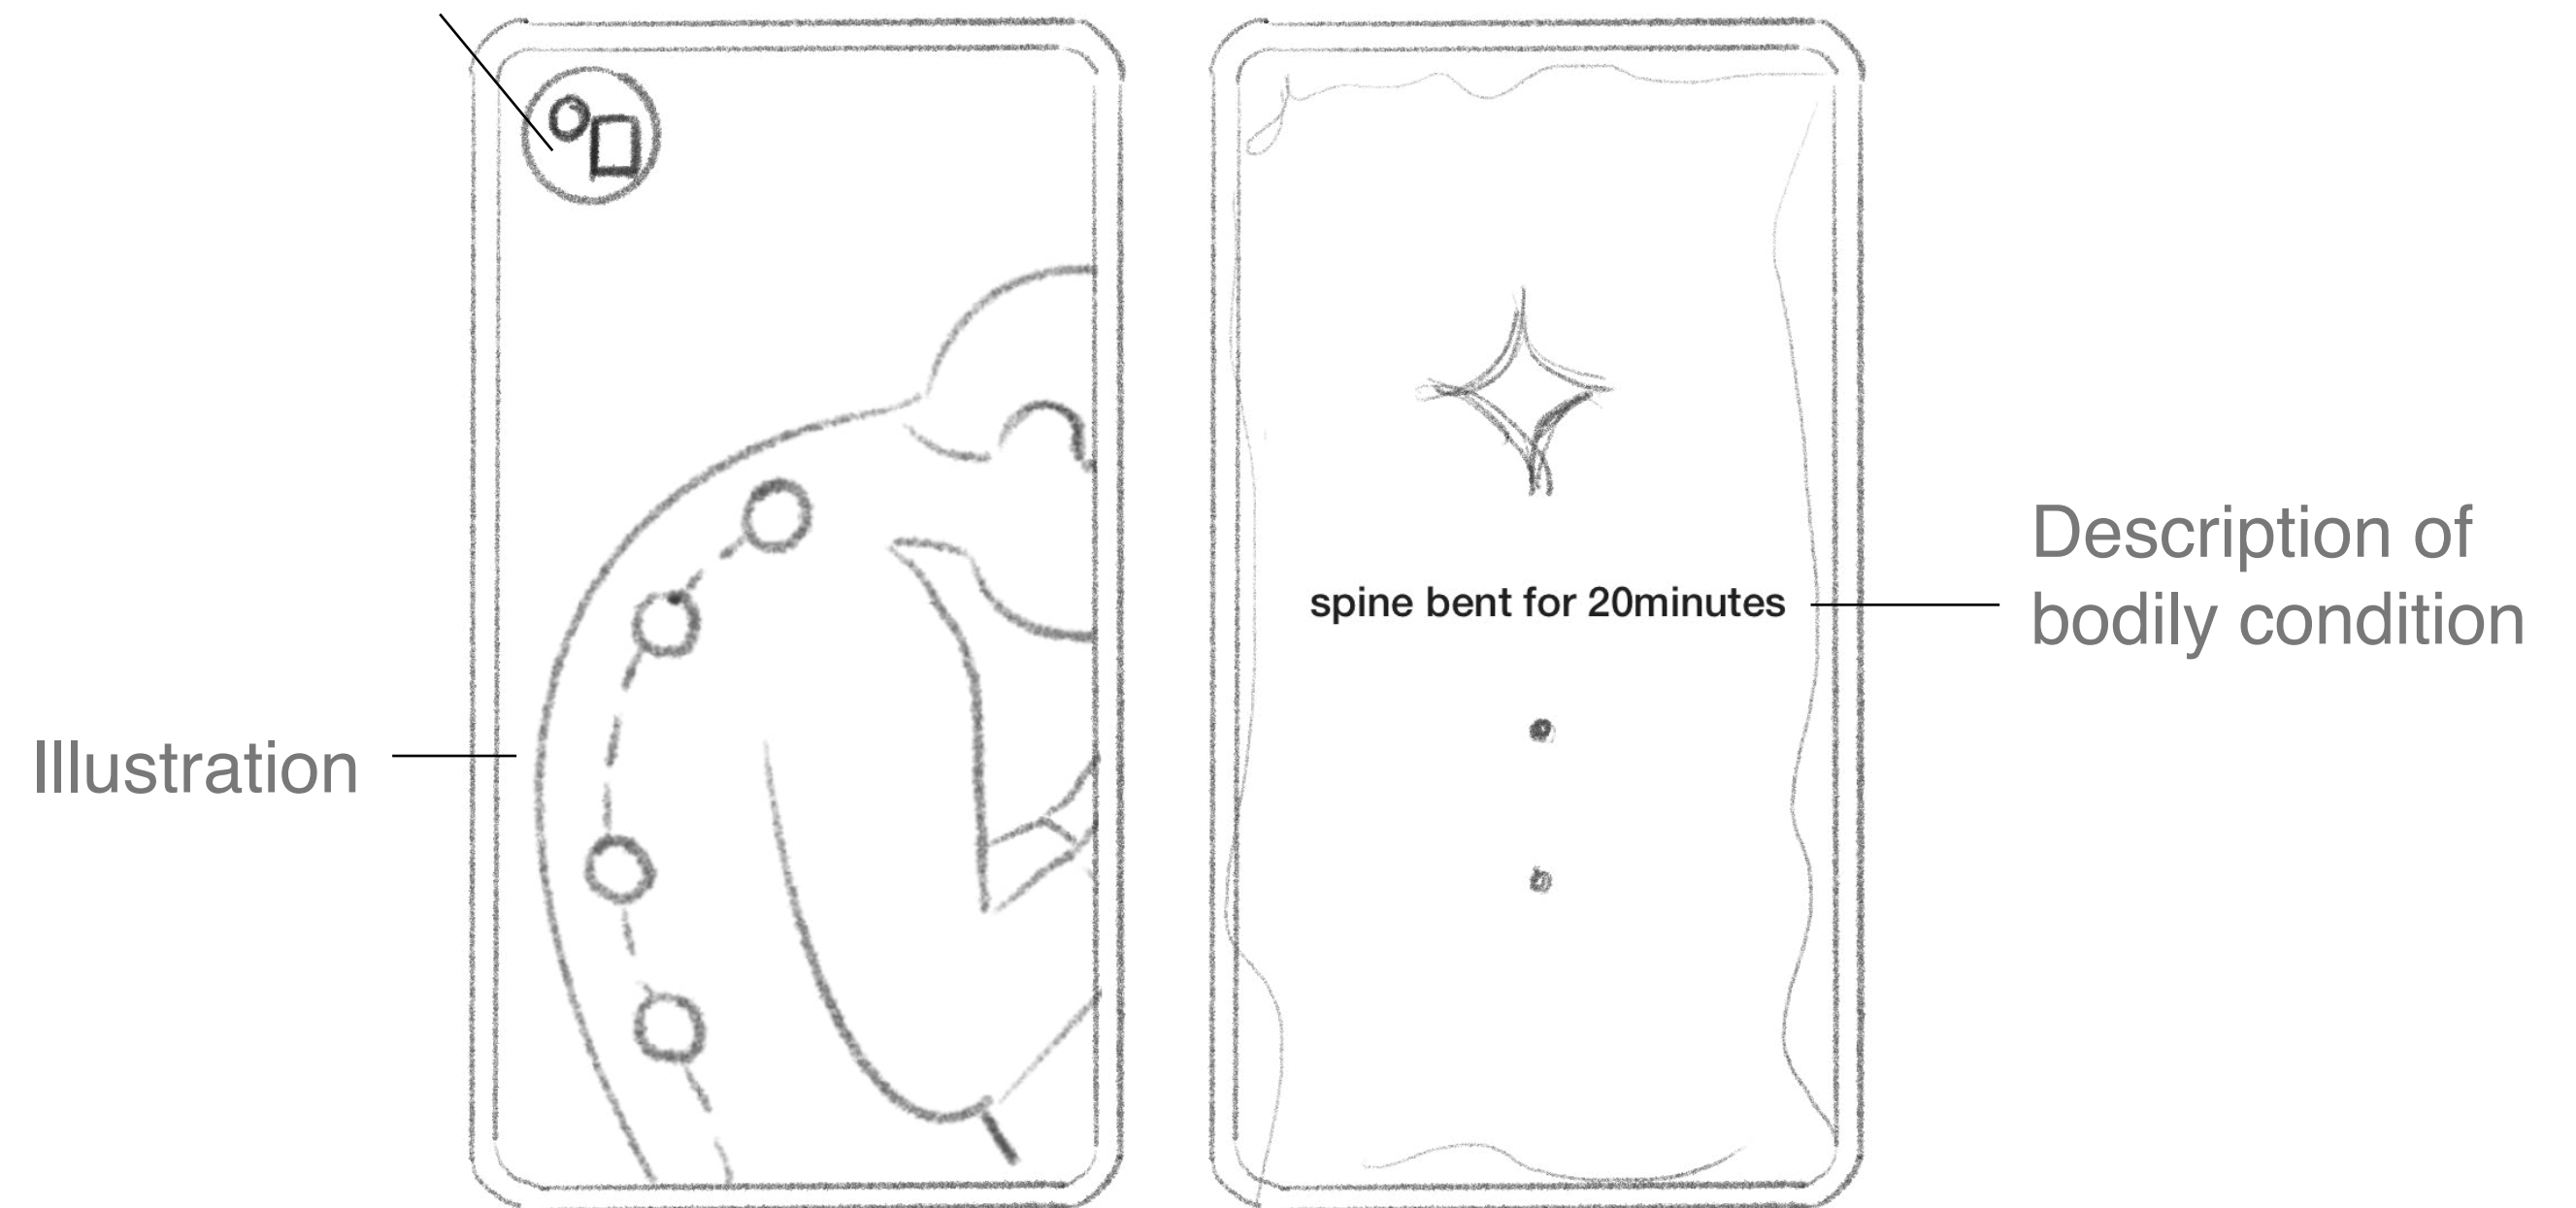 Illustration
spine bent for 20minutes
Description of
bodily condition